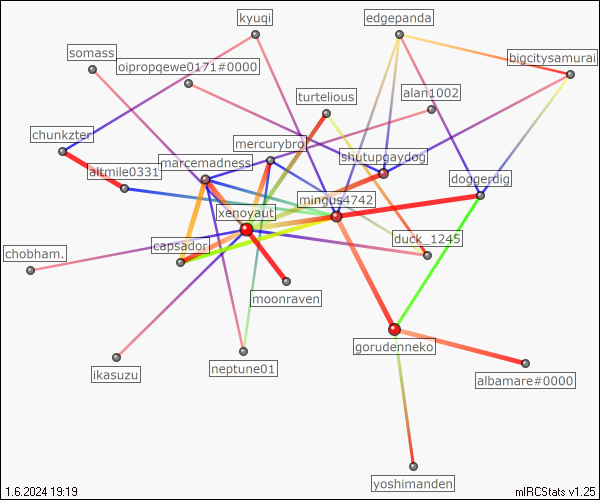 kyuqi
edgepanda
somass
bigcitysamurai
oipropqewe0171#0000
turtelious
alan1002
chunkzter
mercurybro
marcemadness
shutupgaydog
altmile0331
doggerdig
mingus4742
xenoyaut
duck_1245
capsador
chobham.
moonraven
gorudenneko
neptune01
ikasuzu
albamare#0000
yoshimanden
1.6.2024 19:19
mIRCStats v1.25